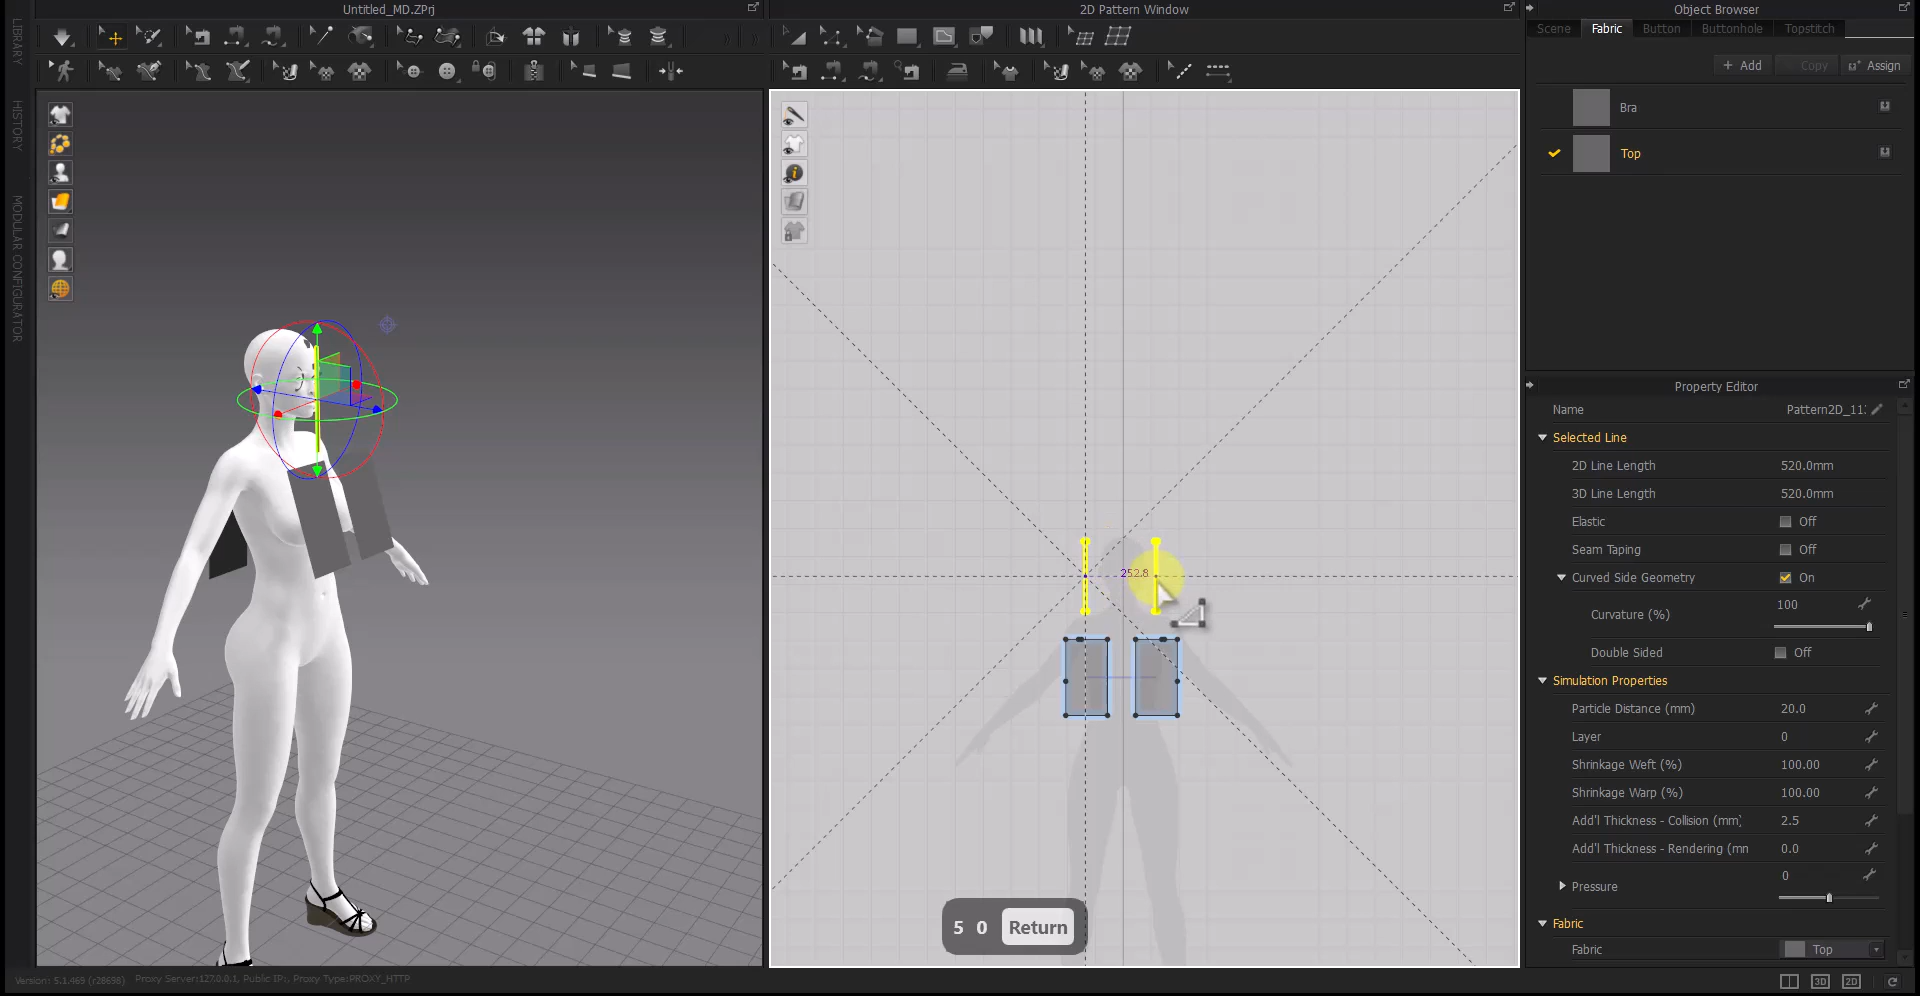 Untitled_MD.ZPrj
2D Pattern Window
Object Browser
Scene
Fabric
Button
Buttonhole
Topstitch
+ Add
Copy
Assign
Bra
Top
LIBRARY
HISTORY
MODULAR CONFIGURATOR
252.8
5 0 Return
Property Editor
Name Pattern2D_11
Selected Line
2D Line Length 520.0mm
3D Line Length 520.0mm
Elastic Off
Seam Taping Off
Curved Side Geometry On
Curvature (%) 100
Double Sided Off
Simulation Properties
Particle Distance (mm) 20.0
Layer 0
Shrinkage Weft (%) 100.00
Shrinkage Warp (%) 100.00
Add'l Thickness - Collision (mm) 2.5
Add'l Thickness - Rendering (mm 0.0
Pressure 0
Fabric
Fabric Top
Version: 5.1.469 (r28698) Proxy Server:127.0.0.1, Public IP:, Proxy Type:PROXY_HTTP
3D
2D